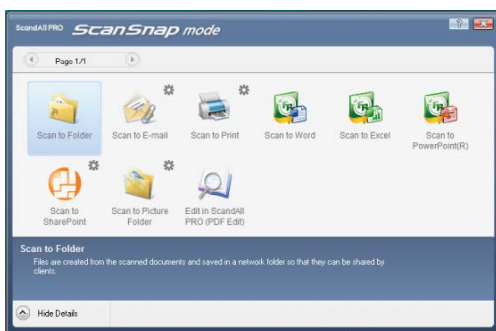 ScandAll PRO ScanSnap mode
Page 1/1
Scan to Folder
Scan to E-mail
Scan to Print
Scan to Word
Scan to Excel
Scan to
PowerPoint(R)
Scan to
SharePoint
Scan to Picture
Folder
Edit in ScandAll
PRO (PDF Edit)
Scan to Folder
Files are created from the scanned documents and saved in a network folder so that they can be shared by
clients.
Hide Details